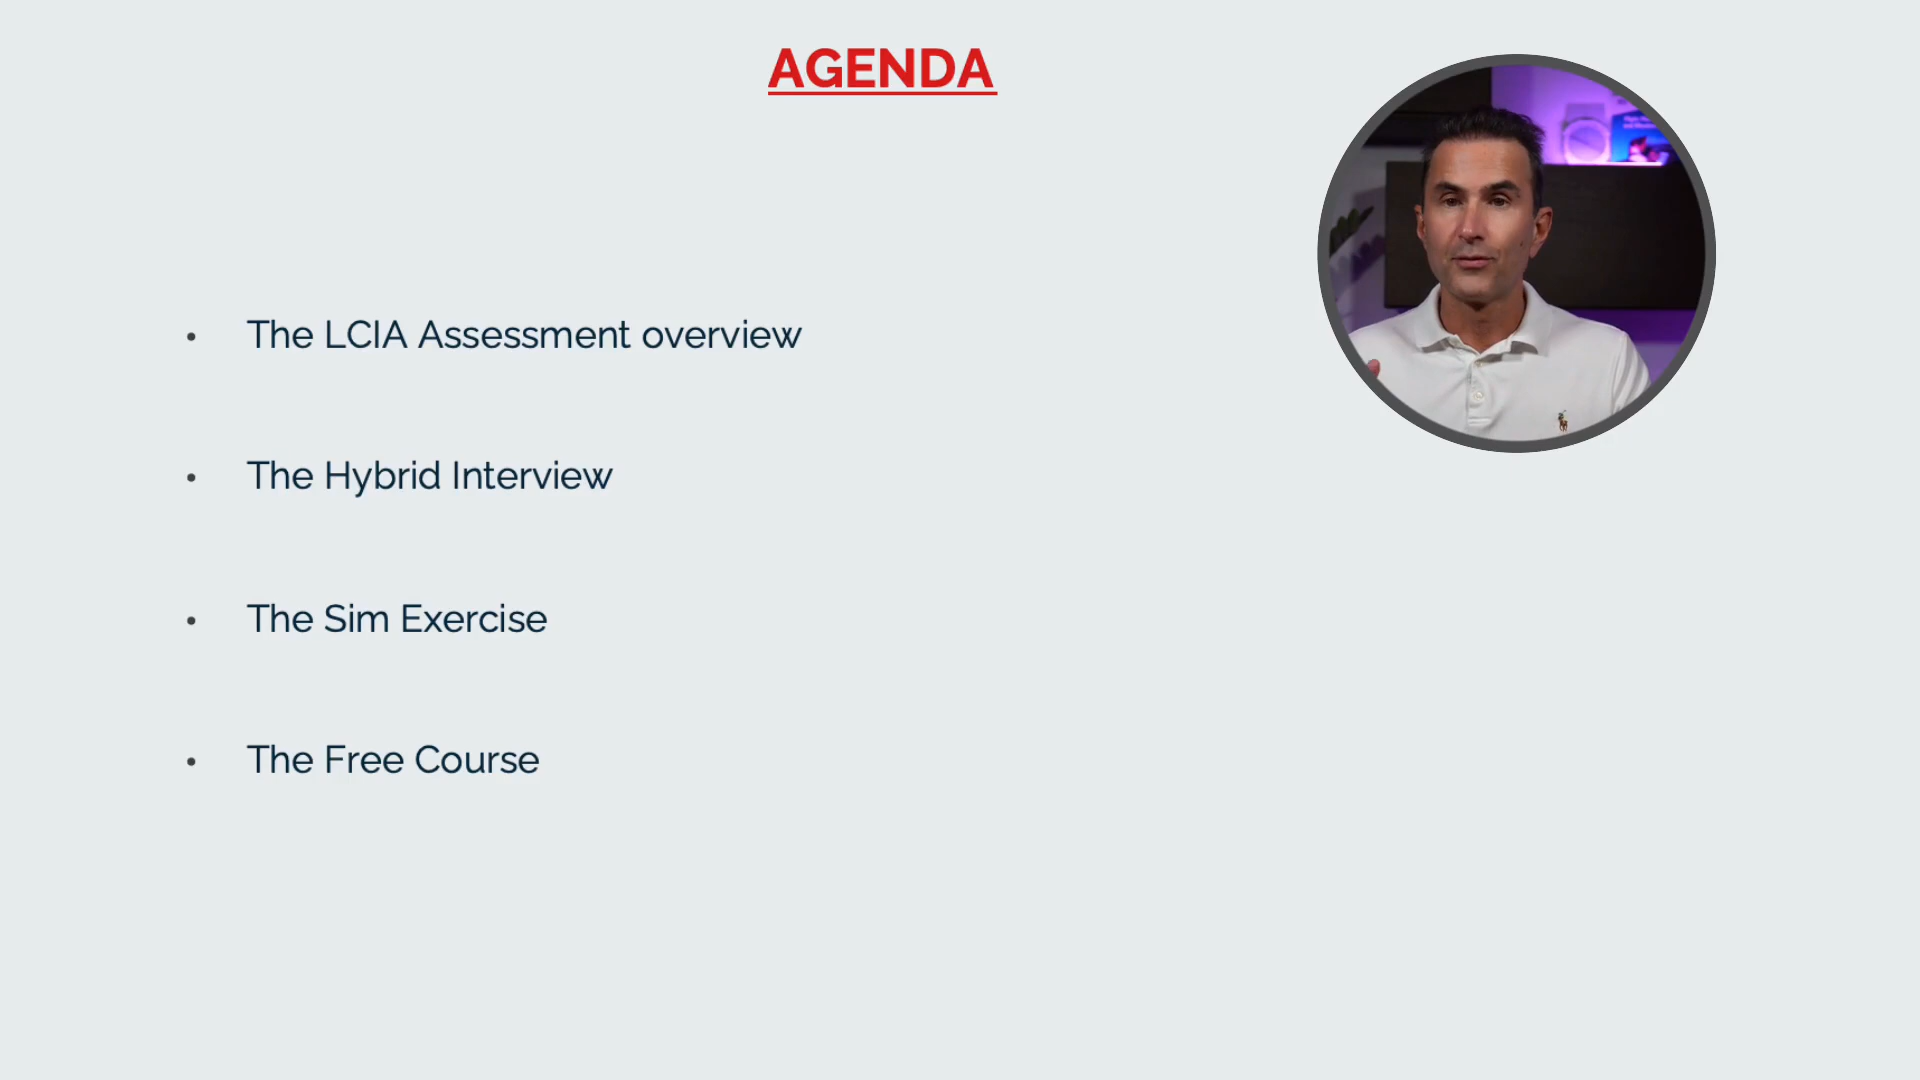 AGENDA
• The LCIA Assessment overview
• The Hybrid Interview
• The Sim Exercise
• The Free Course